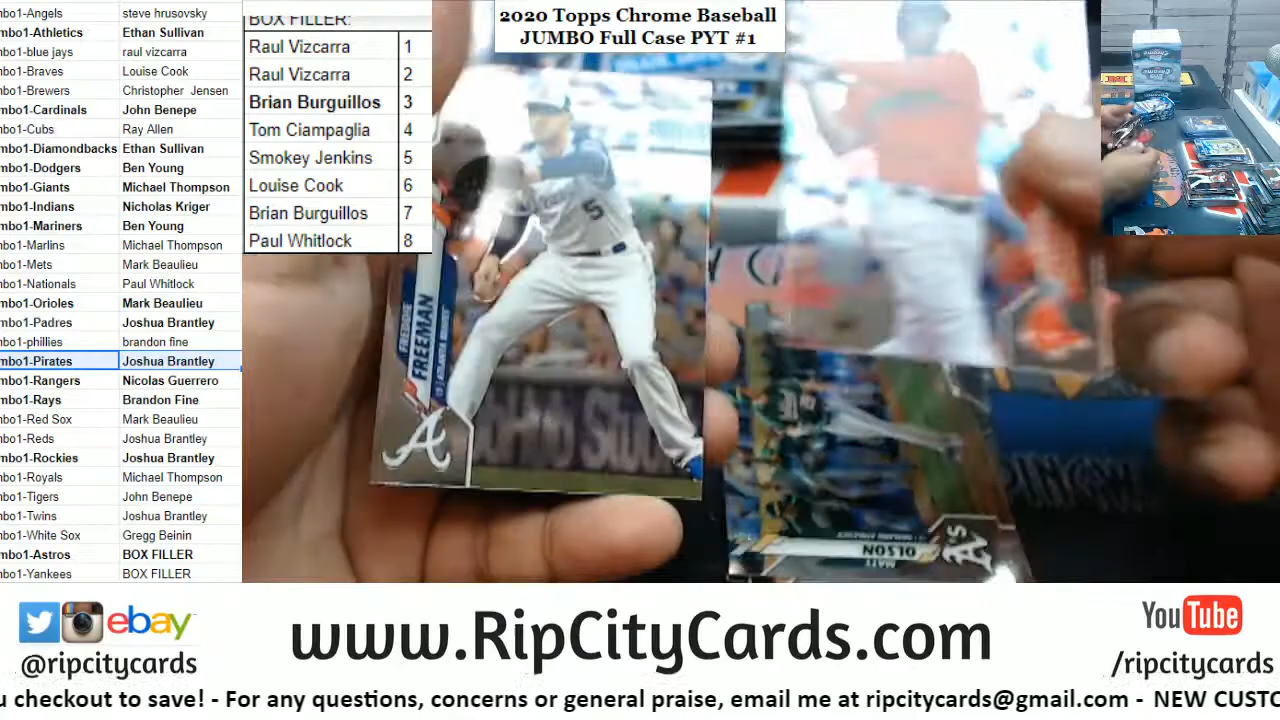 mbo1-Angels steve hrusovsky
mbo1-Athletics Ethan Sullivan
mbo1-blue jays raul vizcarra
mbo1-Braves Louise Cook
mbo1-Brewers Christopher Jensen
mbo1-Cardinals John Benepe
mbo1-Cubs Ray Allen
mbo1-Diamondbacks Ethan Sullivan
mbo1-Dodgers Ben Young
mbo1-Giants Michael Thompson
mbo1-Indians Nicholas Kriger
mbo1-Mariners Ben Young
mbo1-Marlins Michael Thompson
mbo1-Mets Mark Beaulieu
mbo1-Nationals Paul Whitlock
mbo1-Orioles Mark Beaulieu
mbo1-Padres Joshua Brantley
mbo1-phillies brandon fine
mbo1-Pirates Joshua Brantley
mbo1-Rangers Nicolas Guerrero
mbo1-Rays Brandon Fine
mbo1-Red Sox Mark Beaulieu
mbo1-Reds Joshua Brantley
mbo1-Rockies Joshua Brantley
mbo1-Royals Michael Thompson
mbo1-Tigers John Benepe
mbo1-Twins Joshua Brantley
mbo1-White Sox Gregg Beinin
mbo1-Astros BOX FILLER
mbo1-Yankees BOX FILLER
BOX FILLER:
Raul Vizcarra 1
Raul Vizcarra 2
Brian Burguillos 3
Tom Ciampaglia 4
Smokey Jenkins 5
Louise Cook 6
Brian Burguillos 7
Paul Whitlock 8
2020 Topps Chrome Baseball
JUMBO Full Case PYT #1
FREDDIE
FREEMAN
ATLANTA BRAVES
A
5
MATT
OLSON
OAKLAND ATHLETICS
A's
ebay
@ripcitycards
www.RipCityCards.com
YouTube
/ripcitycards
u checkout to save! - For any questions, concerns or general praise, email me at ripcitycards@gmail.com - NEW CUSTO